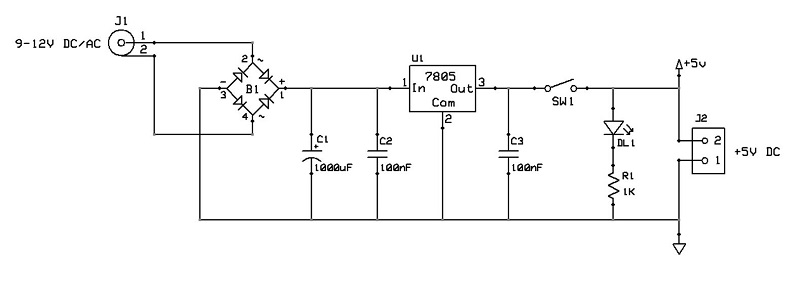 J1
9-12V DC/AC
1
2
2 ~
-
3
B1
+
1
4 ~
C1
+
1000uF
C2
100nF
U1
7805
1 In Out 3
Com
2
C3
100nF
SW1
DL1
R1
1K
+5v
J2
2
1
+5V DC